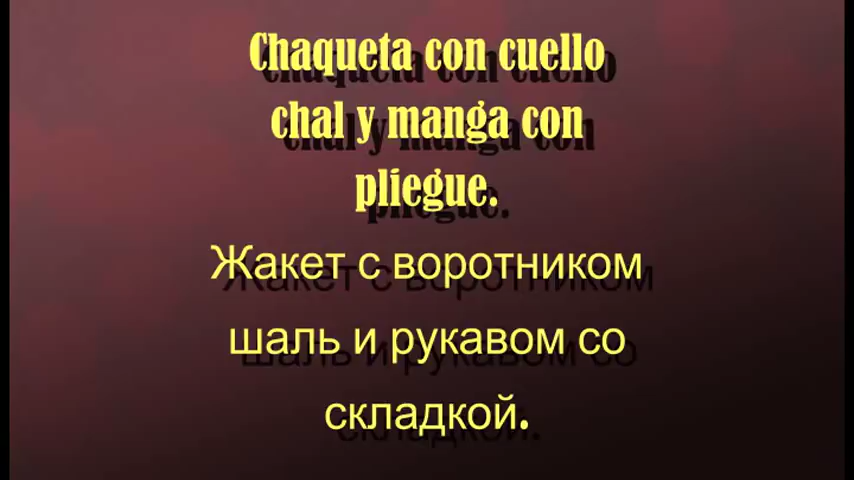 Chaqueta con cuello
chal y manga con
pliegue.
Жакет с воротником
шаль и рукавом со
складкой.